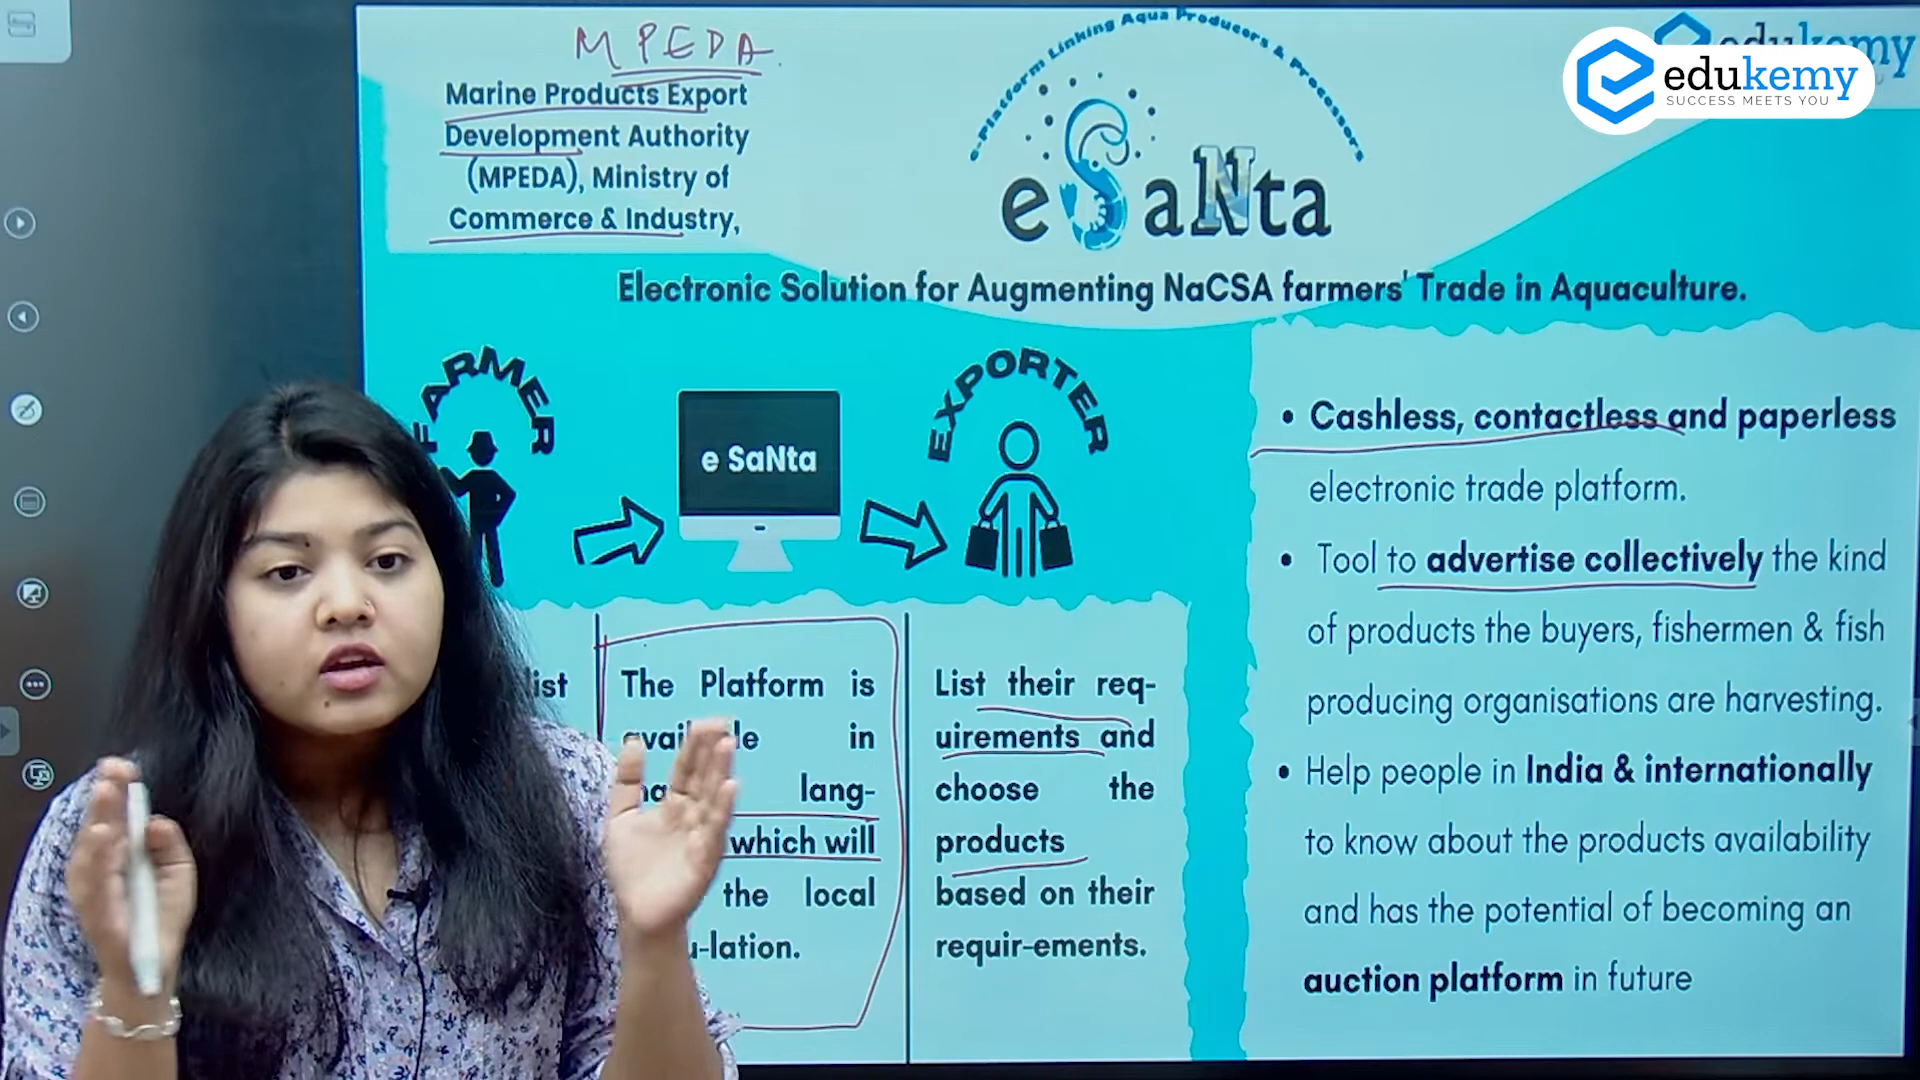 MPEDA
Marine Products Export
Development Authority
(MPEDA), Ministry of
Commerce & Industry,
e-Platform Linking Aqua Producers & Processors
eSaNta
edukemy
edukemy
SUCCESS MEETS YOU
Electronic Solution for Augmenting NaCSA farmers' Trade in Aquaculture.
FARMER
e SaNta
EXPORTER
The Platform is
in
lang-
which will
the local
-lation.
List their req-
uirements and
choose the
products
based on their
requir-ements.
• Cashless, contactless and paperless
electronic trade platform.
• Tool to advertise collectively the kind
of products the buyers, fishermen & fish
producing organisations are harvesting.
• Help people in India & internationally
to know about the products availability
and has the potential of becoming an
auction platform in future